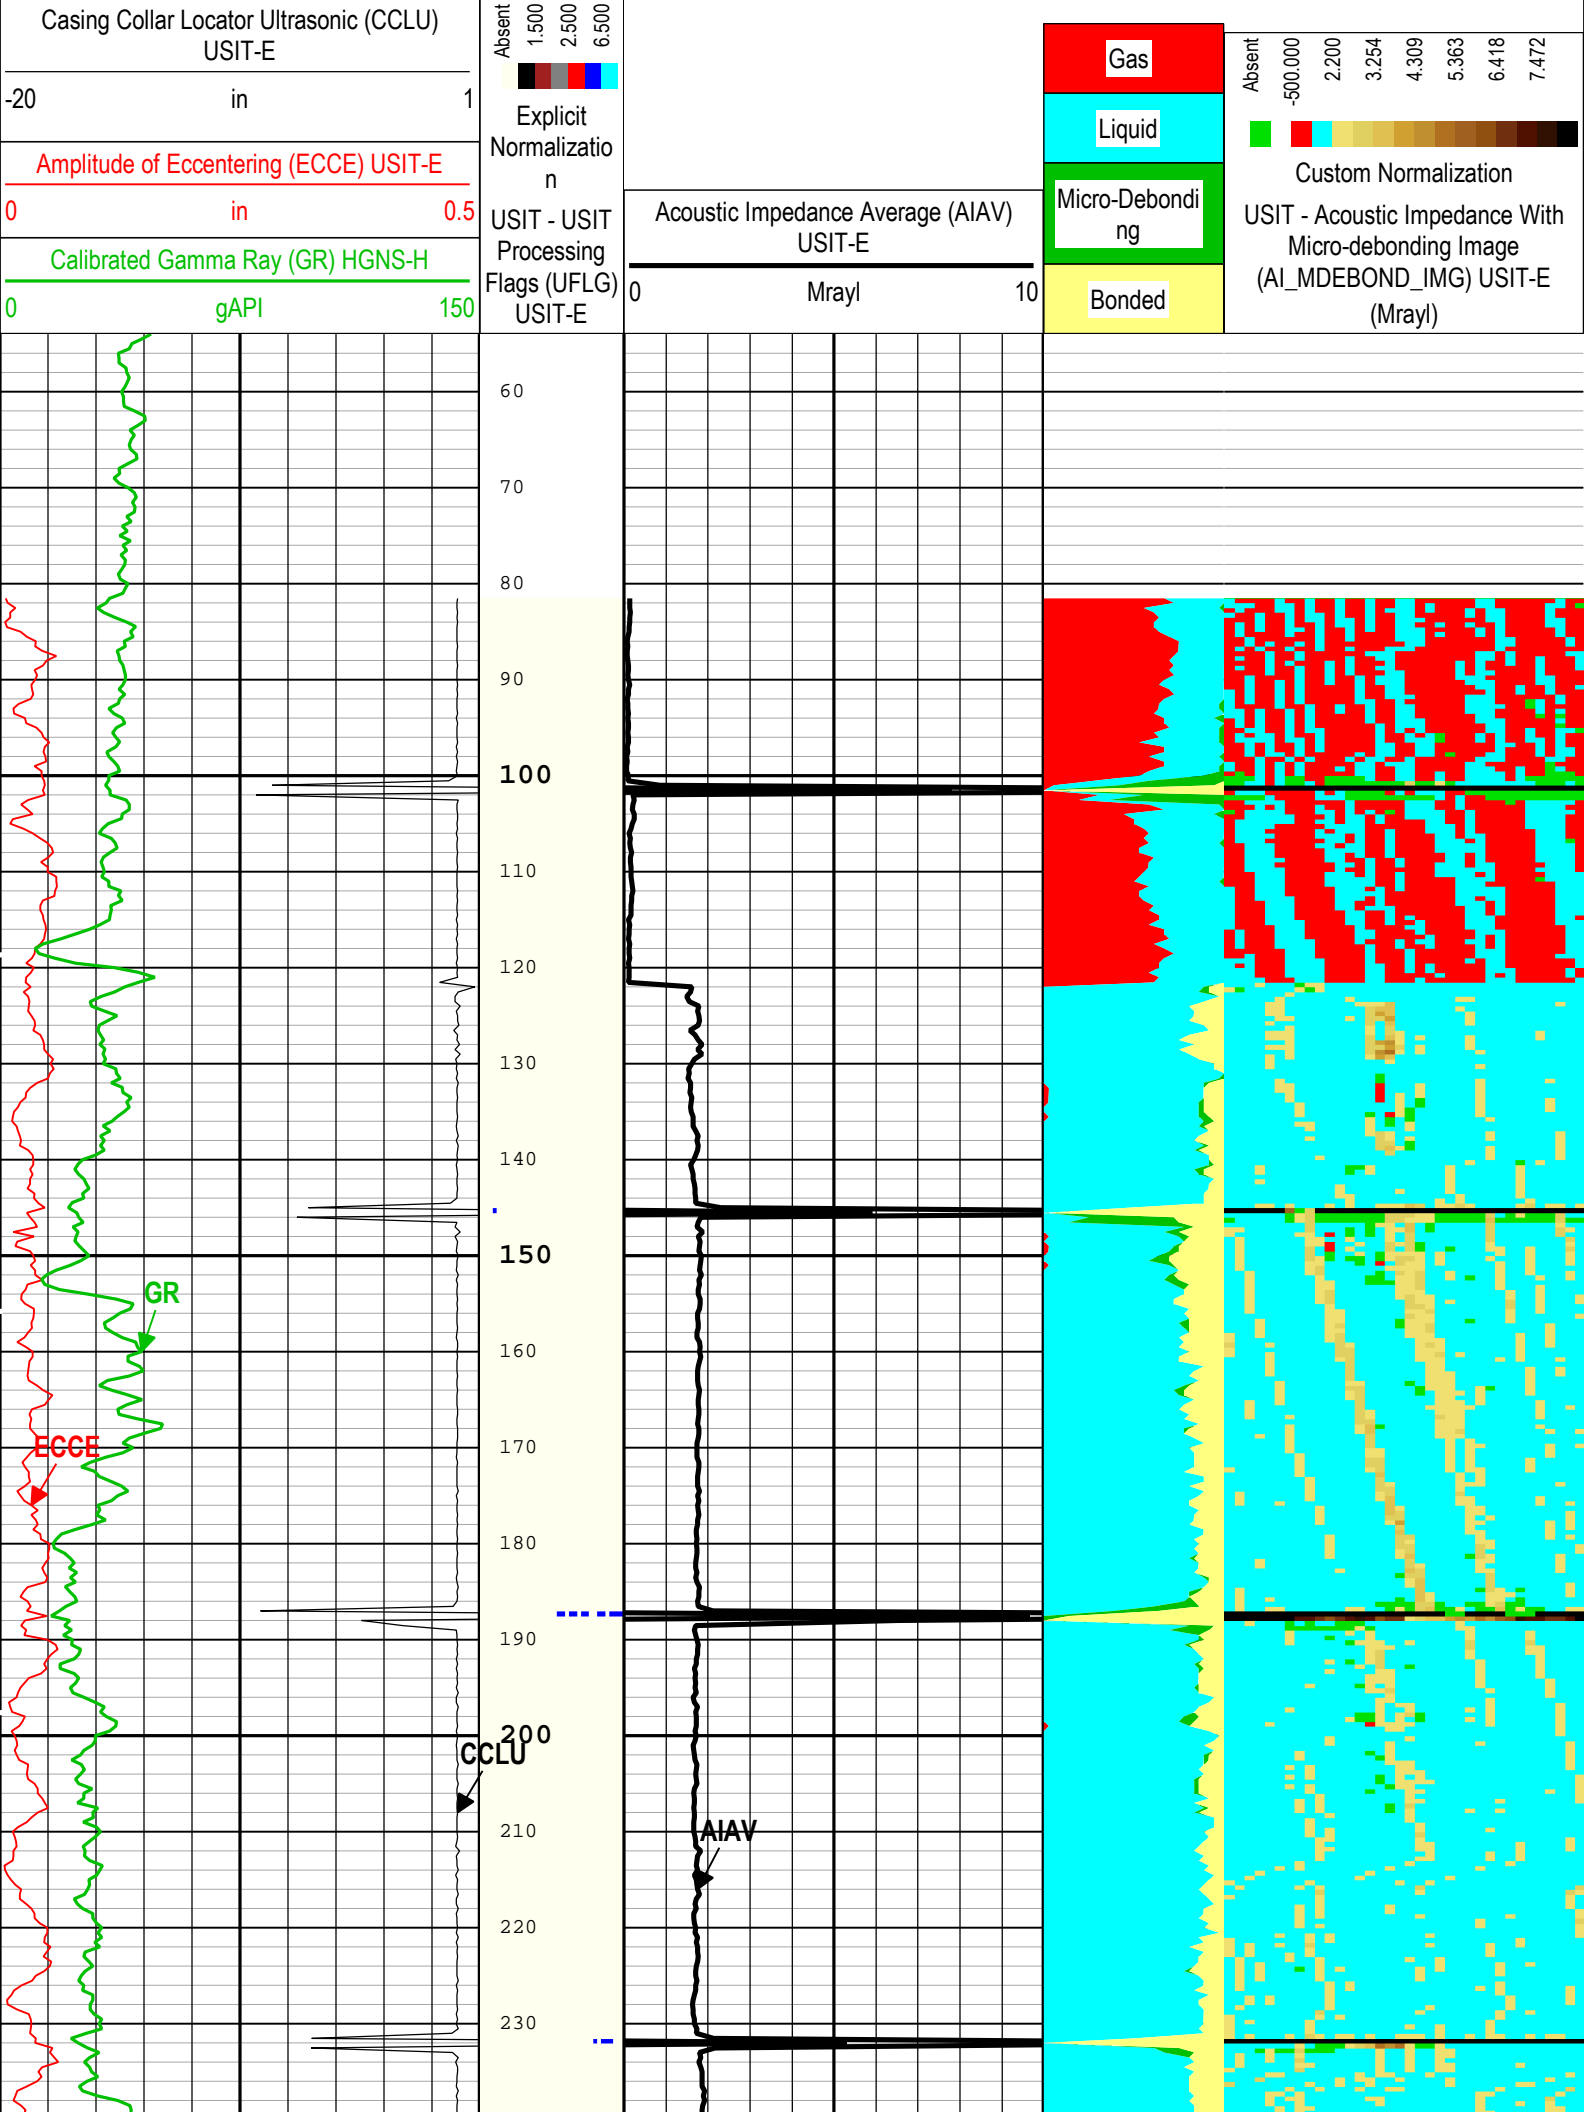 Casing Collar Locator Ultrasonic (CCLU)
USIT-E
-20 in 1
Amplitude of Eccentering (ECCE) USIT-E
0 in 0.5
Calibrated Gamma Ray (GR) HGNS-H
0 gAPI 150
Absent
1.500
2.500
6.500
Explicit
Normalizatio
n
USIT - USIT
Processing
Flags (UFLG)
USIT-E
Acoustic Impedance Average (AIAV)
USIT-E
0 Mrayl 10
Gas
Liquid
Micro-Debondi
ng
Bonded
Absent
-500.000
2.200
3.254
4.309
5.363
6.418
7.472
Custom Normalization
USIT - Acoustic Impedance With
Micro-debonding Image
(AI_MDEBOND_IMG) USIT-E
(Mrayl)
60
70
80
90
100
110
120
130
140
150
GR
160
ECCE
170
180
190
200
CCLU
210
AIAV
220
230